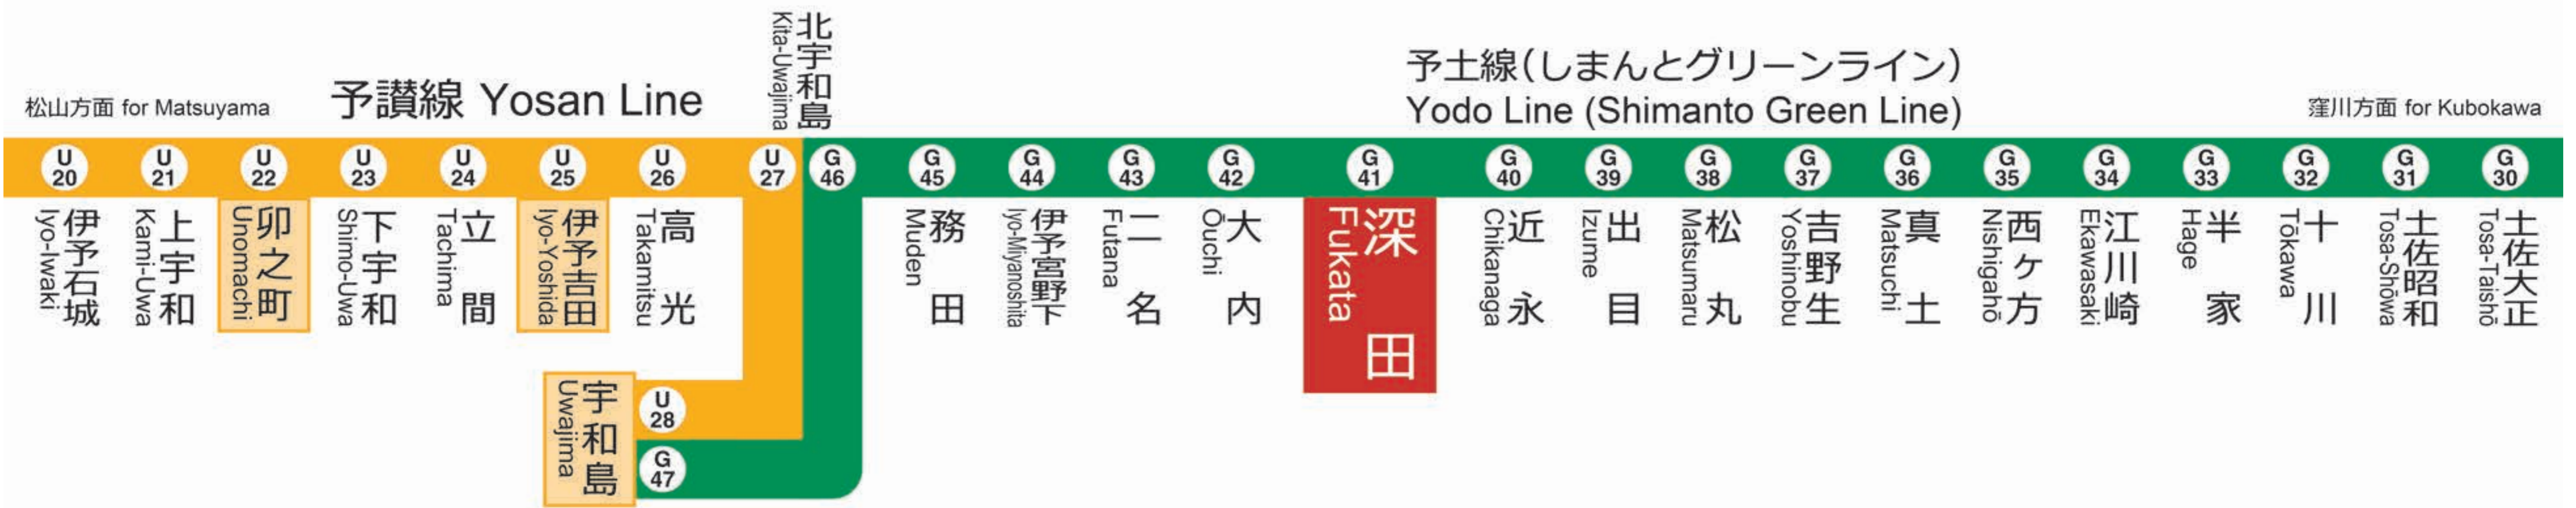 松山方面 for Matsuyama
予讃線 Yosan Line
北宇和島
Kita-Uwajima
予土線(しまんとグリーンライン)
Yodo Line (Shimanto Green Line)
窪川方面 for Kubokawa
U
20
U
21
U
22
U
23
U
24
U
25
U
26
U
27
G
46
G
45
G
44
G
43
G
42
G
41
G
40
G
39
G
38
G
37
G
36
G
35
G
34
G
33
G
32
G
31
G
30
伊予石城
Iyo-Iwaki
上宇和
Kami-Uwa
卯之町
Unomachi
下宇和
Shimo-Uwa
立間
Tachima
伊予吉田
Iyo-Yoshida
高光
Takamitsu
務田
Muden
伊予宮野下
Iyo-Miyanoshita
二名
Futana
大内
Ōuchi
深田
Fukata
近永
Chikanaga
出目
Izume
松丸
Matsumaru
吉野生
Yoshinobu
真土
Matsuchi
西ヶ方
Nishigahō
江川崎
Ekawasaki
半家
Hage
十川
Tōkawa
土佐昭和
Tosa-Shōwa
土佐大正
Tosa-Taishō
宇和島
Uwajima
U
28
G
47